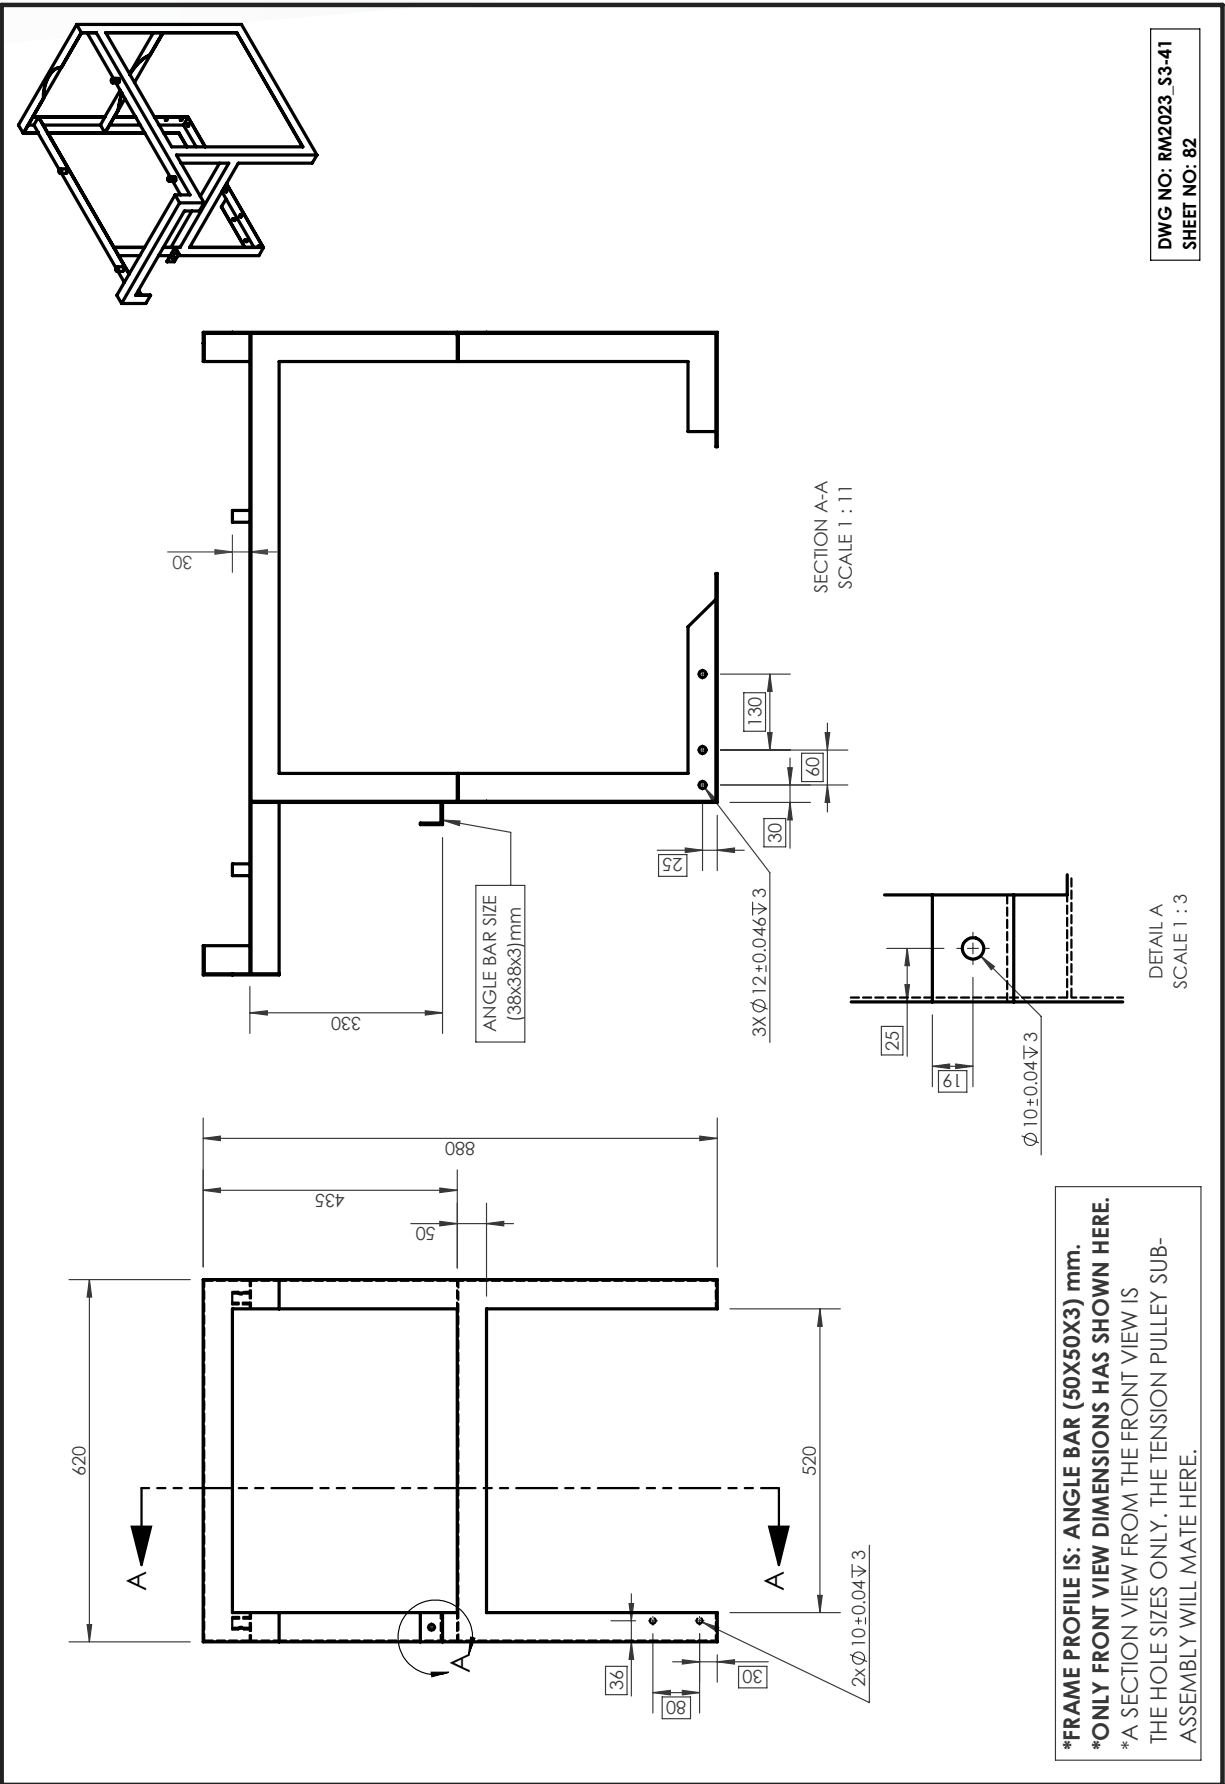 620
A
A
36
80
30
2xØ10±0.04↧3
520
50
435
880
A
330
ANGLE BAR SIZE
(38x38x3)mm
30
25
3XØ12±0.046↧3
30
60
130
SECTION A-A
SCALE 1 : 11
25
19
Ø10±0.04↧3
DETAIL A
SCALE 1 : 3
*FRAME PROFILE IS: ANGLE BAR (50X50X3) mm.
*ONLY FRONT VIEW DIMENSIONS HAS SHOWN HERE.
*A SECTION VIEW FROM THE FRONT VIEW IS
THE HOLE SIZES ONLY. THE TENSION PULLEY SUB-
ASSEMBLY WILL MATE HERE.
DWG NO: RM2023_S3-41
SHEET NO: 82